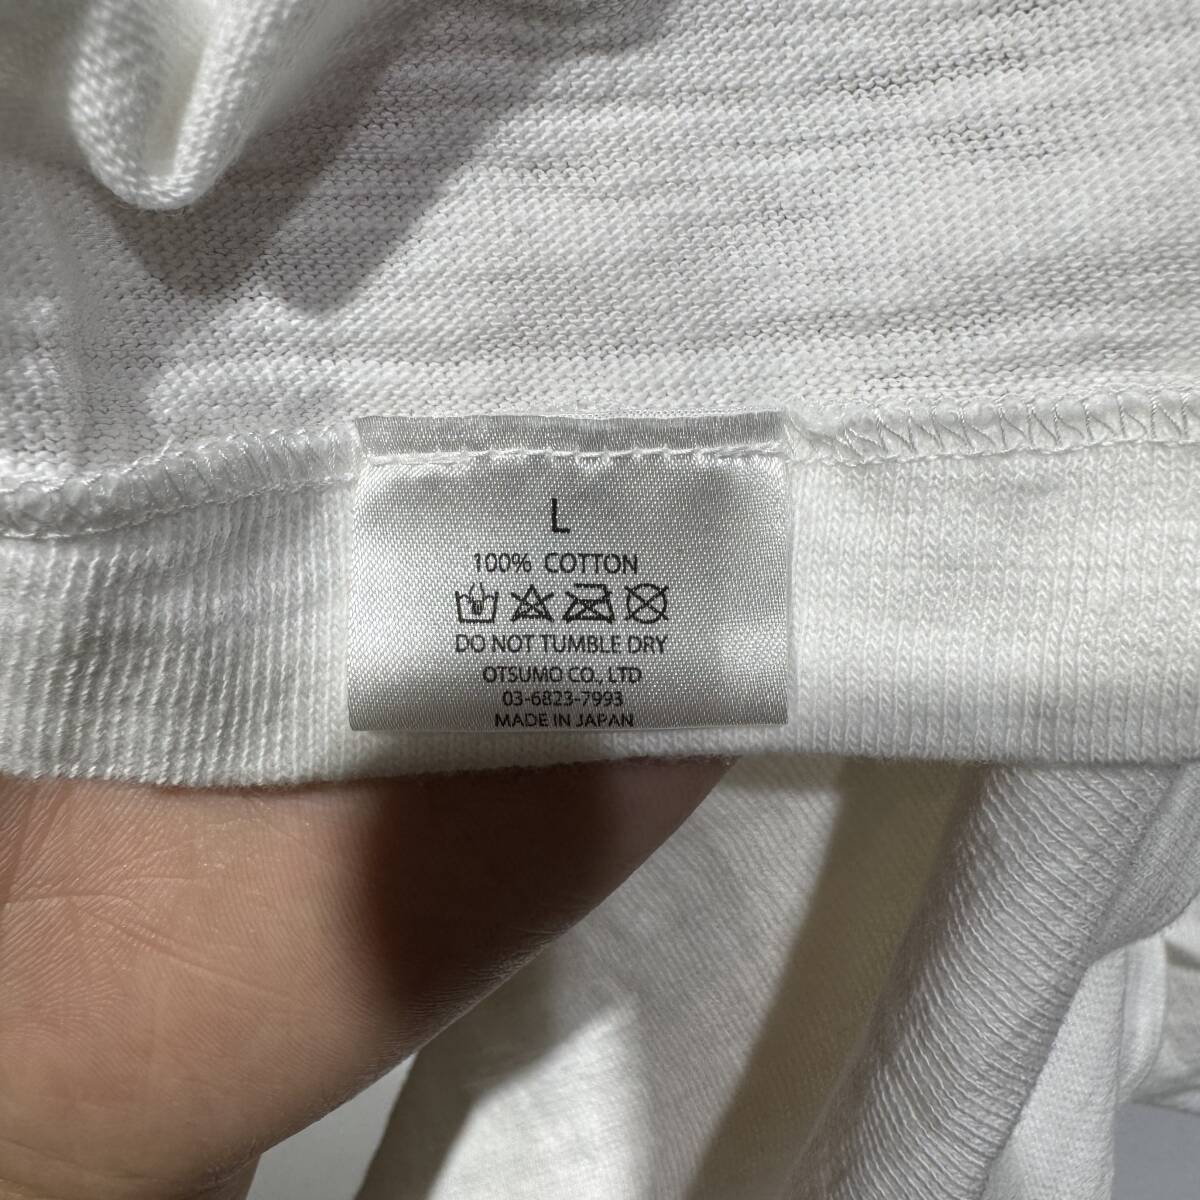 L
100% COTTON
DO NOT TUMBLE DRY
OTSUMO CO., LTD
03-6823-7993
MADE IN JAPAN